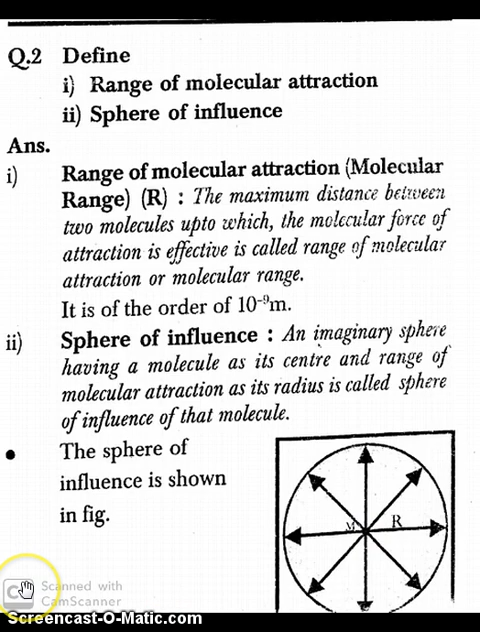 Q.2 Define
i) Range of molecular attraction
ii) Sphere of influence
Ans.
i) Range of molecular attraction (Molecular
Range) (R) : The maximum distance between
two molecules upto which, the molecular force of
attraction is effective is called range of molecular
attraction or molecular range.
It is of the order of 10⁻⁹m.
ii) Sphere of influence : An imaginary sphere
having a molecule as its centre and range of
molecular attraction as its radius is called sphere
of influence of that molecule.
• The sphere of
influence is shown
in fig.
M R
CS Scanned with
CamScanner
Screencast-O-Matic.com